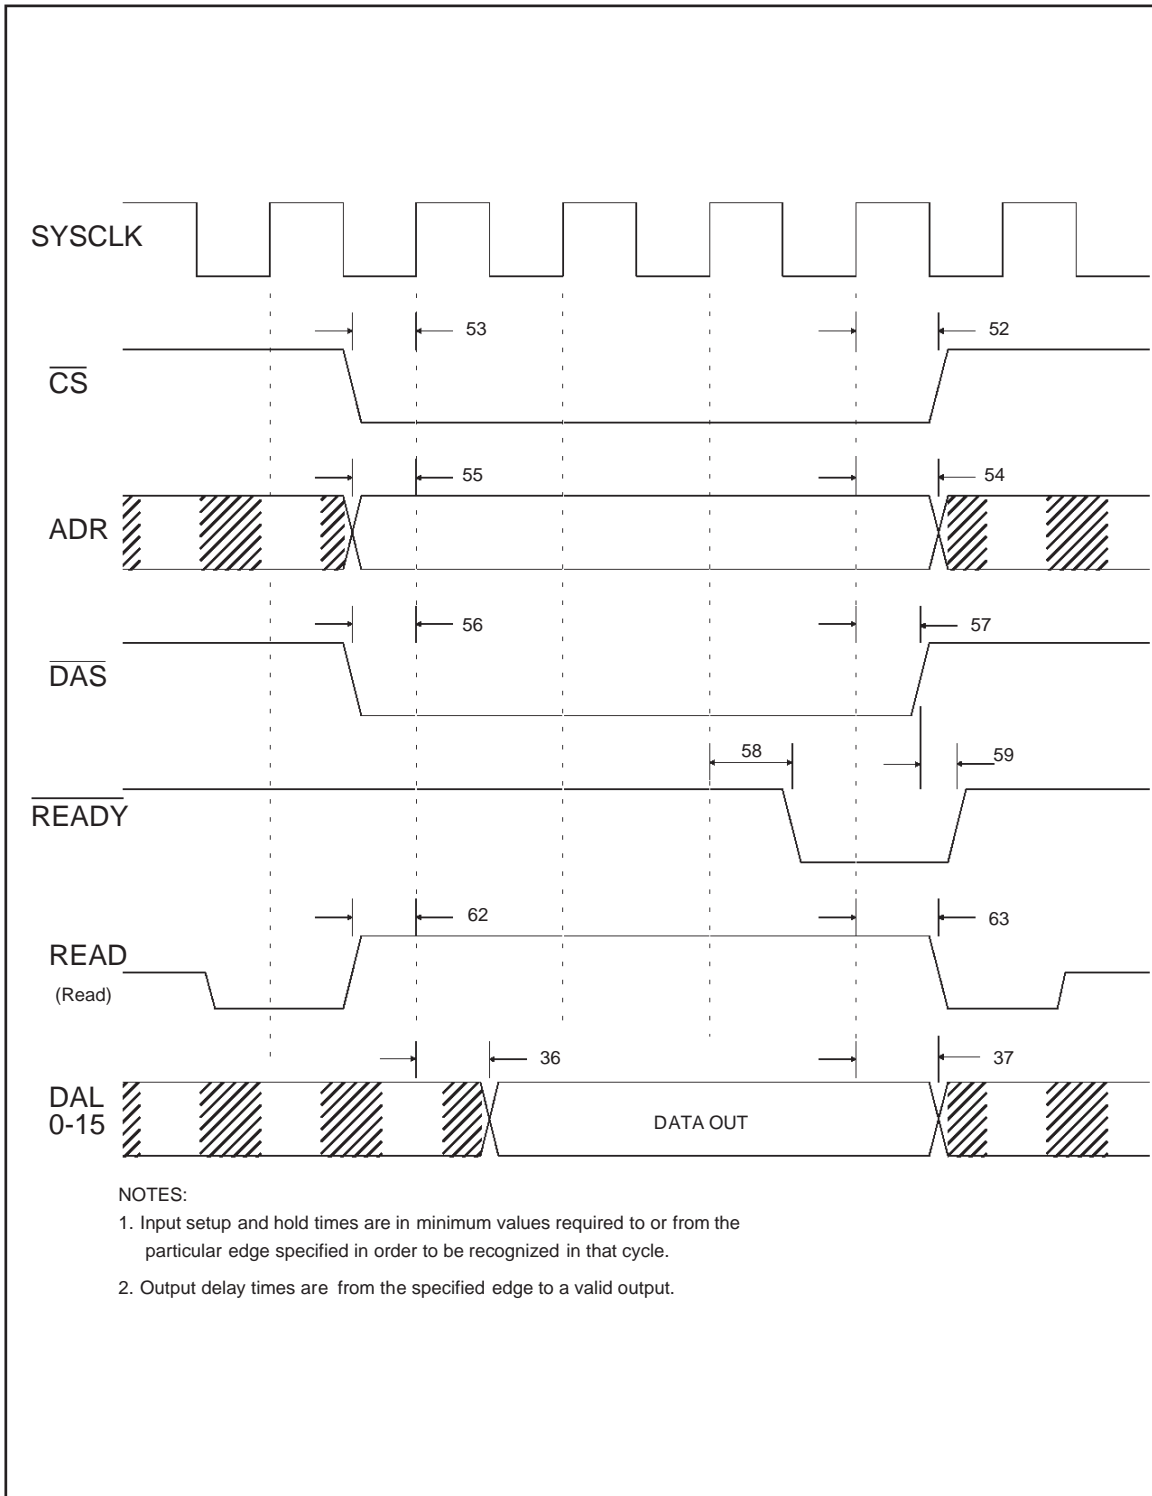 SYSCLK
53
52
CS
55
54
ADR
56
57
DAS
58
59
READY
62
63
READ
(Read)
36
37
DAL
0-15
DATA OUT
NOTES:
1. Input setup and hold times are in minimum values required to or from the
particular edge specified in order to be recognized in that cycle.
2. Output delay times are from the specified edge to a valid output.